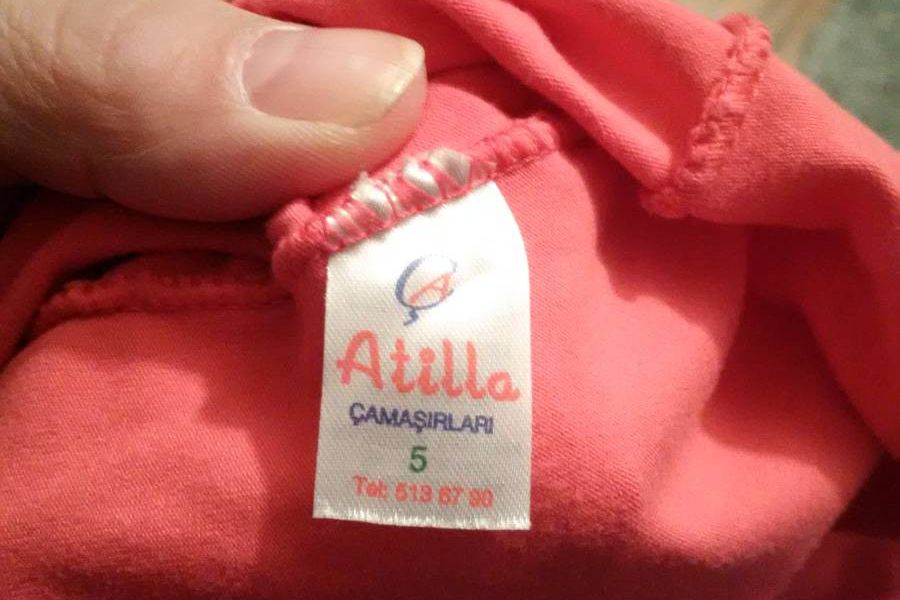 ÇA
Atilla
ÇAMAŞIRLARI
5
Tel: 513 67 90